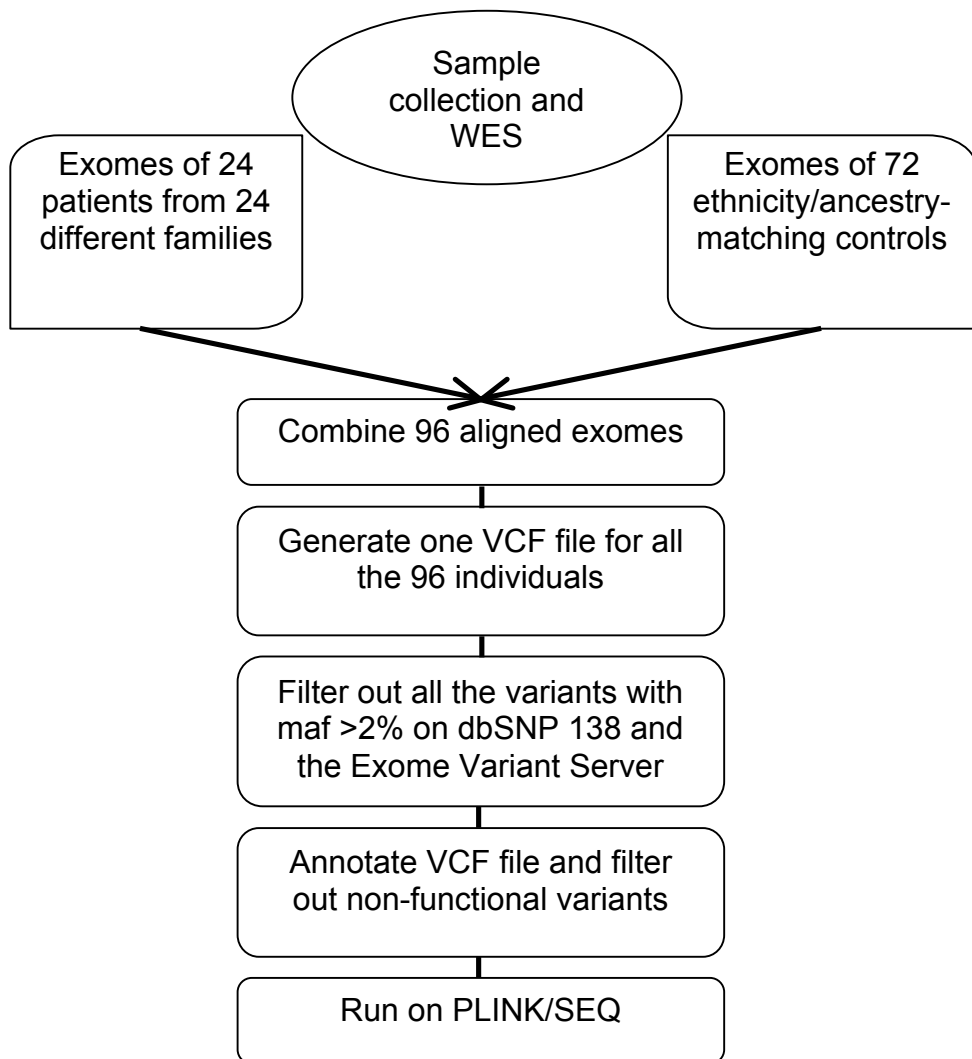 Sample
collection and
WES
Exomes of 24
patients from 24
different families
Exomes of 72
ethnicity/ancestry-
matching controls
Combine 96 aligned exomes
Generate one VCF file for all
the 96 individuals
Filter out all the variants with
maf >2% on dbSNP 138 and
the Exome Variant Server
Annotate VCF file and filter
out non-functional variants
Run on PLINK/SEQ